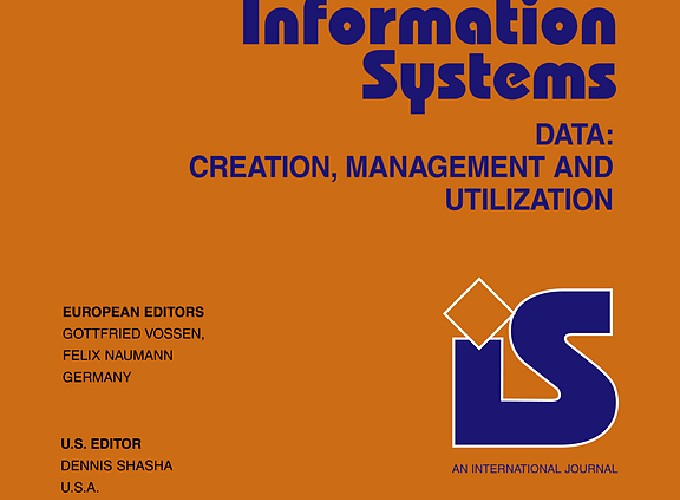 Information
Systems
DATA:
CREATION, MANAGEMENT AND
UTILIZATION
EUROPEAN EDITORS
GOTTFRIED VOSSEN,
FELIX NAUMANN
GERMANY
iS
U.S. EDITOR
DENNIS SHASHA
U.S.A.
AN INTERNATIONAL JOURNAL